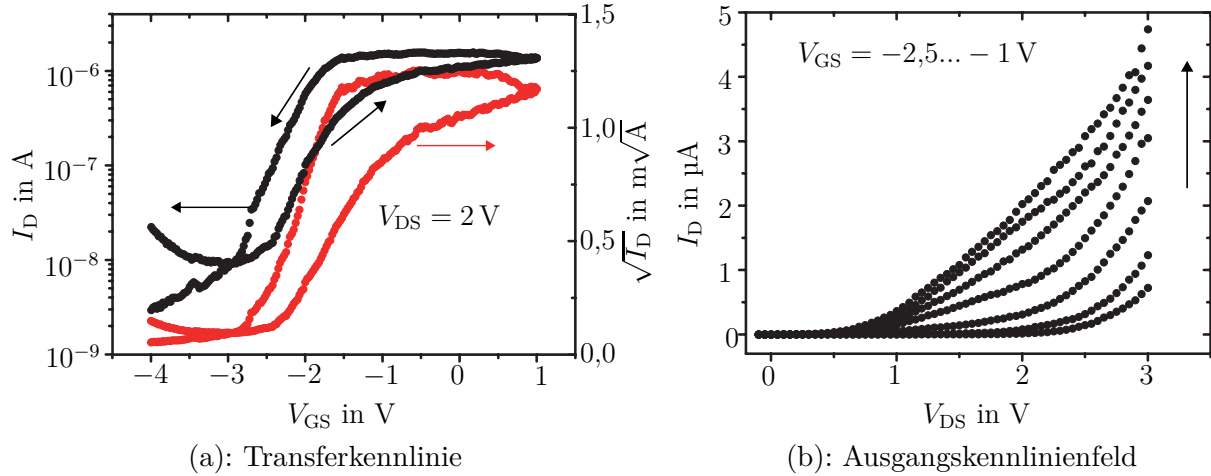 10⁻⁶
10⁻⁷
10⁻⁸
10⁻⁹
I_D in A
−4
−3
−2
−1
0
1
V_GS in V
V_DS = 2 V
1,5
1,0
0,5
0,0
√I_D in m√A
(a): Transferkennlinie
5
4
3
2
1
0
I_D in µA
V_GS = −2,5... − 1 V
0
1
2
3
V_DS in V
(b): Ausgangskennlinienfeld